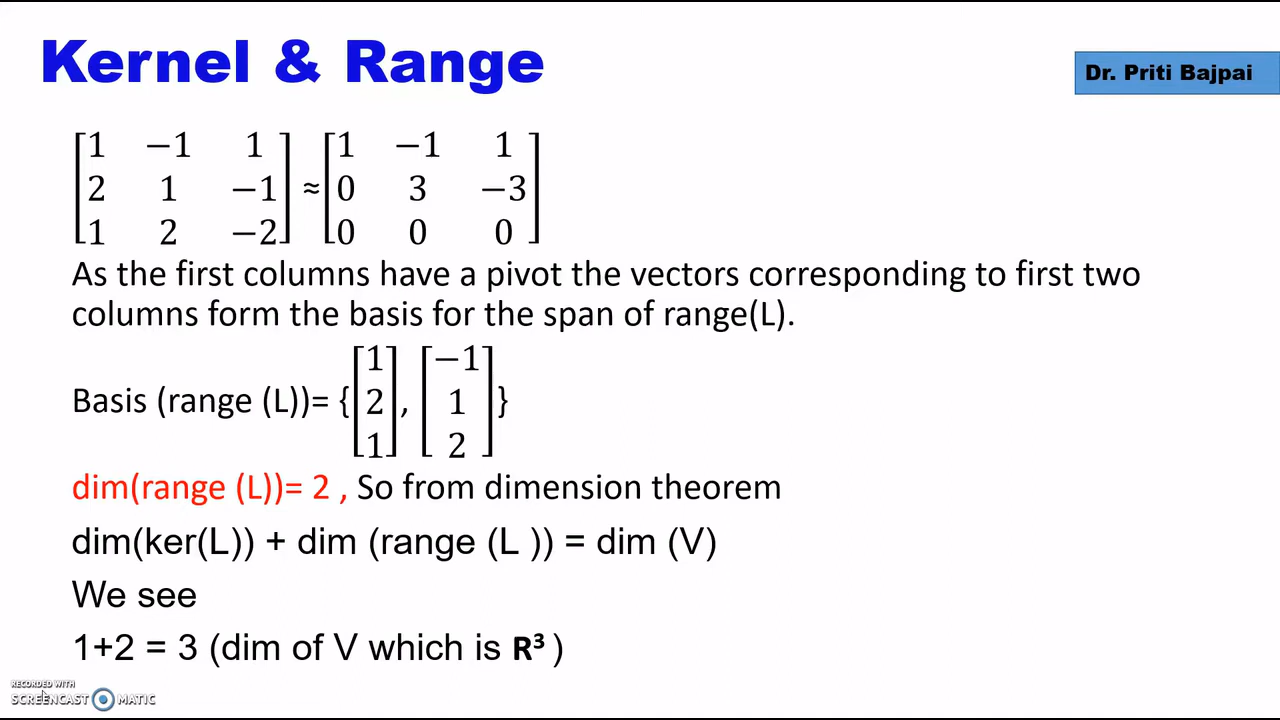 Kernel & Range
Dr. Priti Bajpai
1 −1 1 1 −1 1
2 1 −1 ≈ 0 3 −3
1 2 −2 0 0 0
As the first columns have a pivot the vectors corresponding to first two
columns form the basis for the span of range(L).
1 −1
Basis (range (L))= { 2 , 1 }
1 2
dim(range (L))= 2 , So from dimension theorem
dim(ker(L)) + dim (range (L )) = dim (V)
We see
1+2 = 3 (dim of V which is R³ )
RECORDED WITH
SCREENCAST MATIC